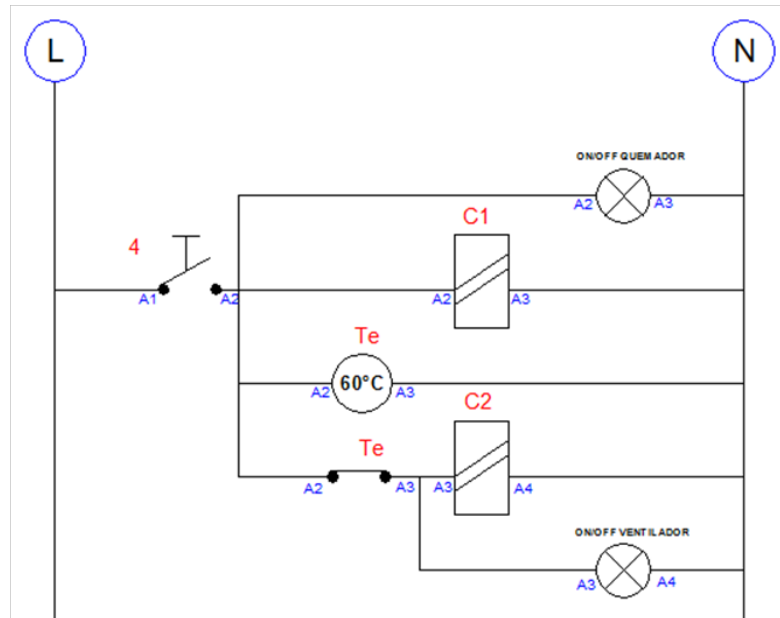 L
N
ON/OFF QUEMADOR
A2
A3
C1
4
A1
A2
A2
A3
Te
A2
60°C
A3
C2
Te
A2
A3
A3
A4
ON/OFF VENTILADOR
A3
A4